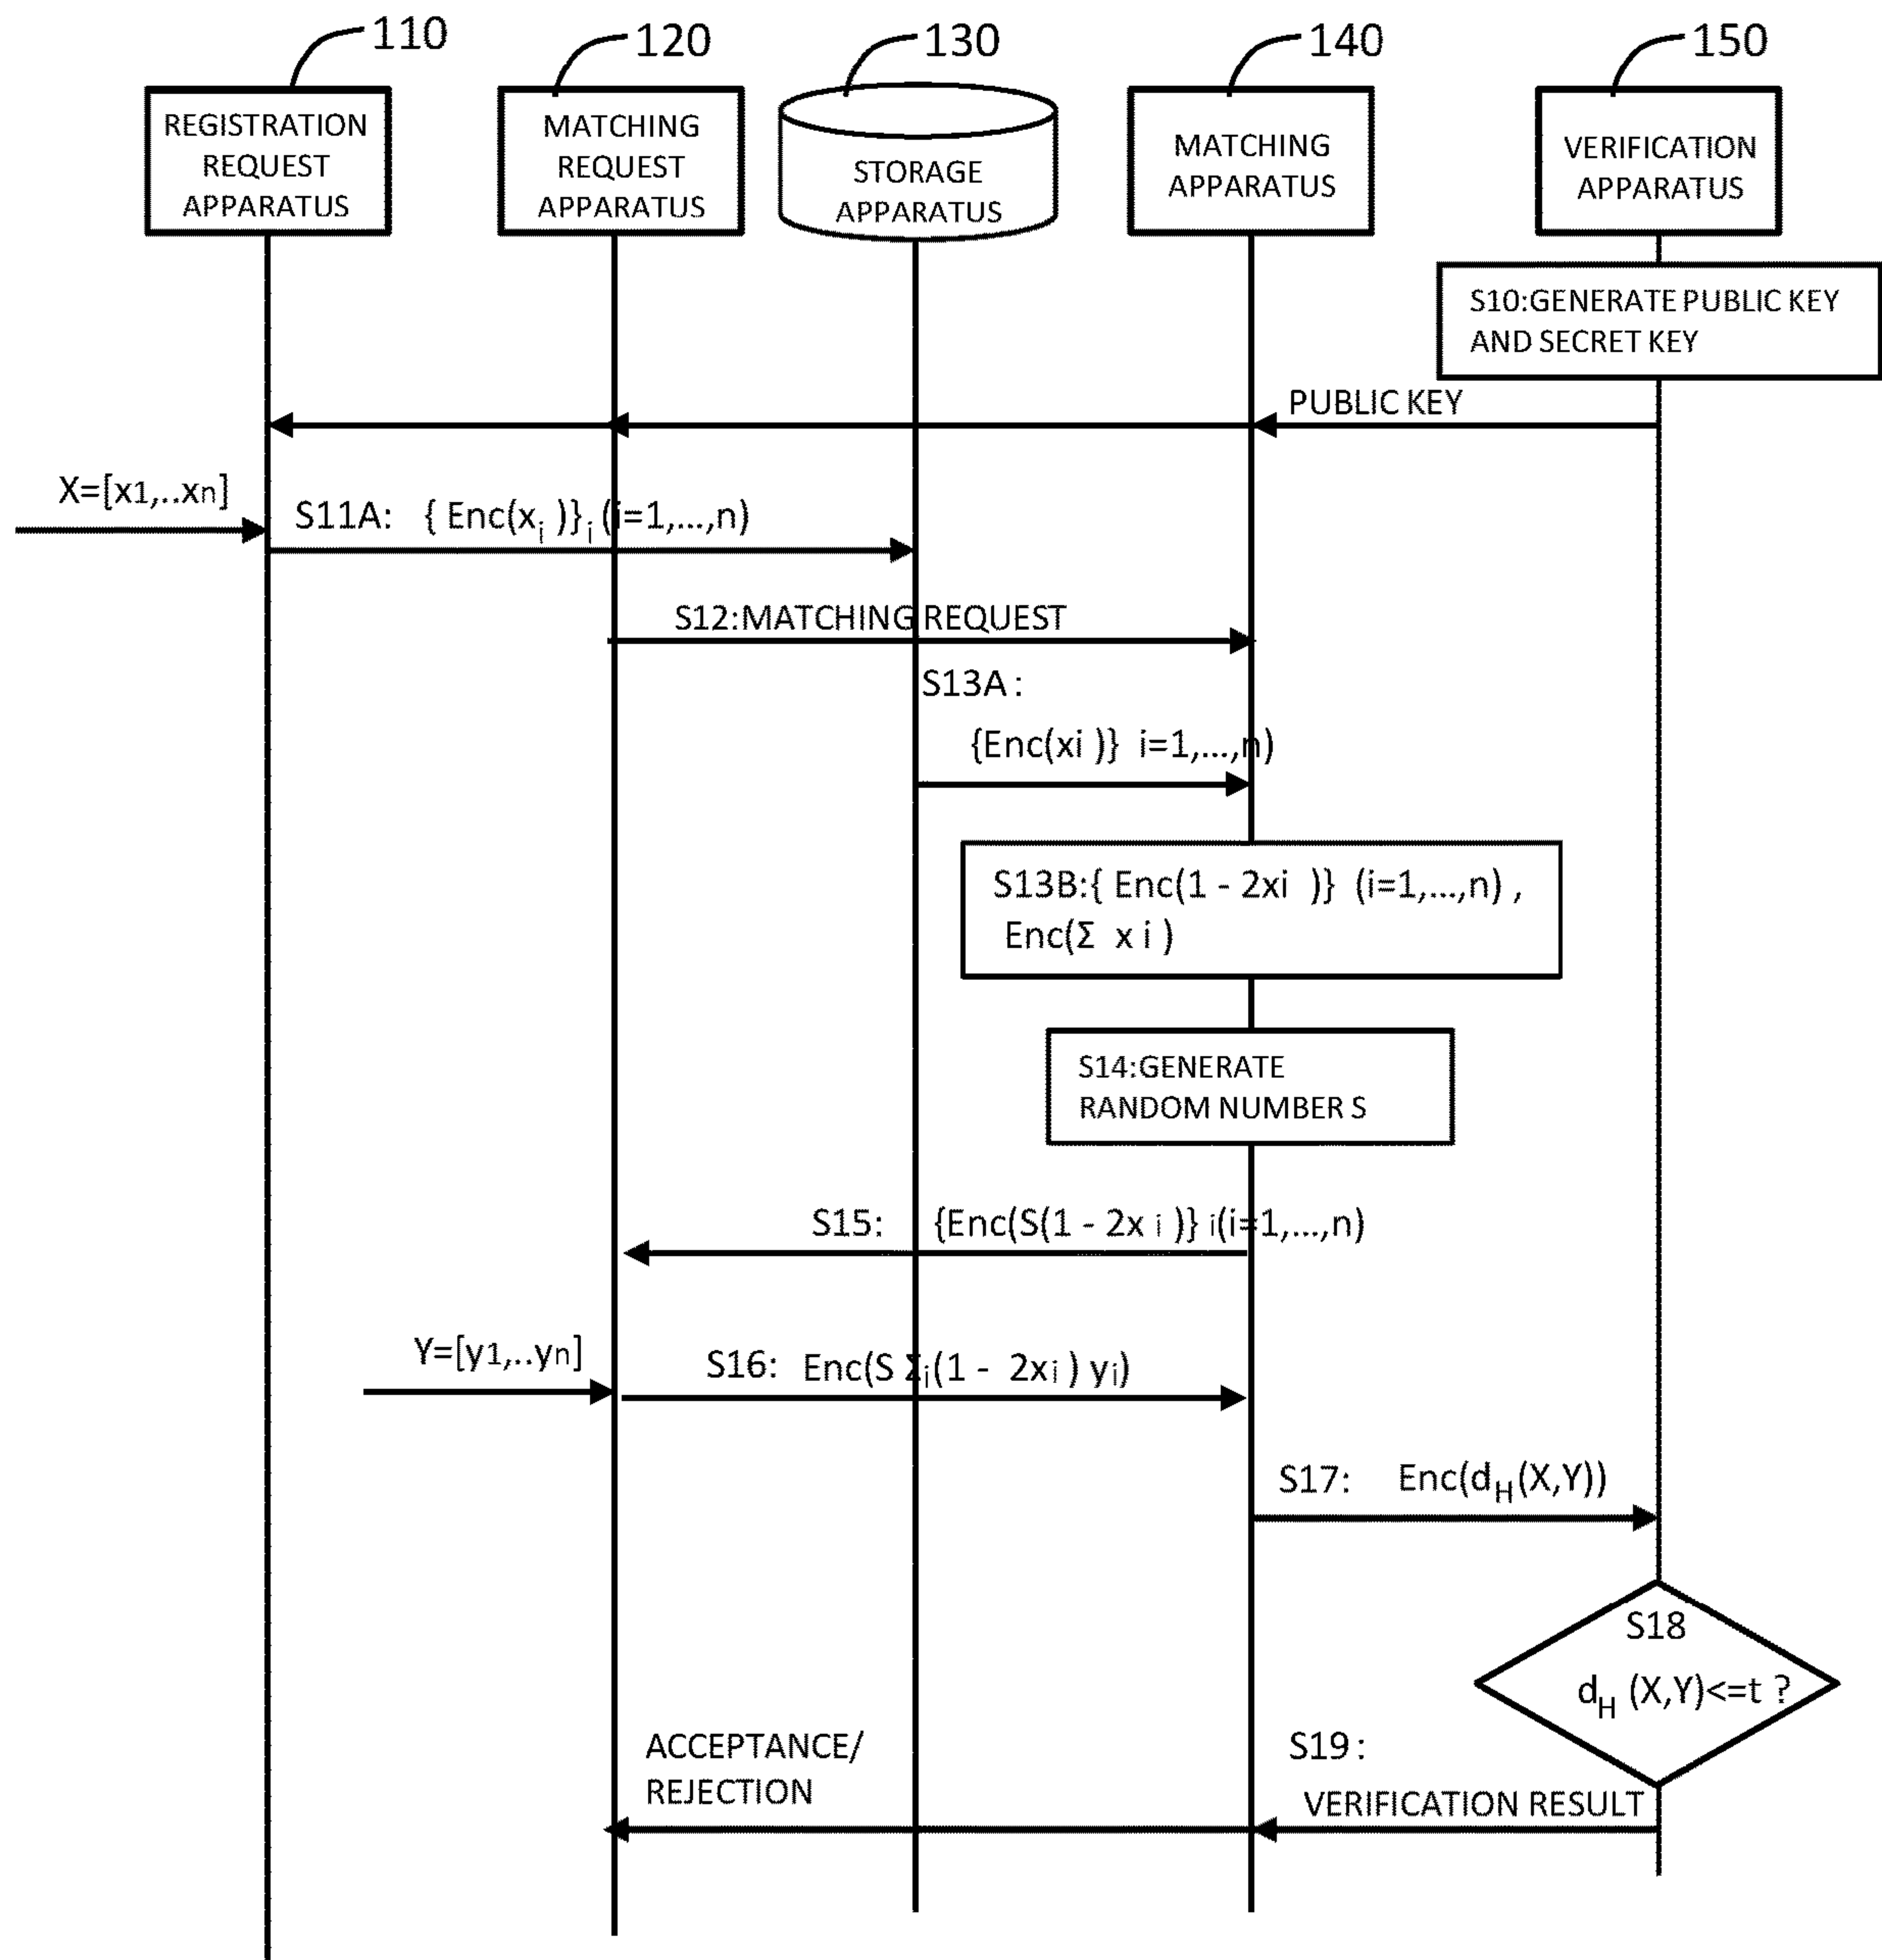 110
120
130
140
150
REGISTRATION
REQUEST
APPARATUS
MATCHING
REQUEST
APPARATUS
STORAGE
APPARATUS
MATCHING
APPARATUS
VERIFICATION
APPARATUS
S10:GENERATE PUBLIC KEY
AND SECRET KEY
PUBLIC KEY
X=[x1,..xn]
S11A: { Enc(xi )}i (i=1,...,n)
S12:MATCHING REQUEST
S13A :
{Enc(xi )} i=1,...,n)
S13B:{ Enc(1 - 2xi )} (i=1,...,n) ,
Enc(Σ x i )
S14:GENERATE
RANDOM NUMBER S
S15: {Enc(S(1 - 2x i )} i(i=1,...,n)
Y=[y1,..yn]
S16: Enc(S Σi(1 - 2xi ) yi)
S17: Enc(dH(X,Y))
S18
dH (X,Y)<=t ?
ACCEPTANCE/
REJECTION
S19 :
VERIFICATION RESULT